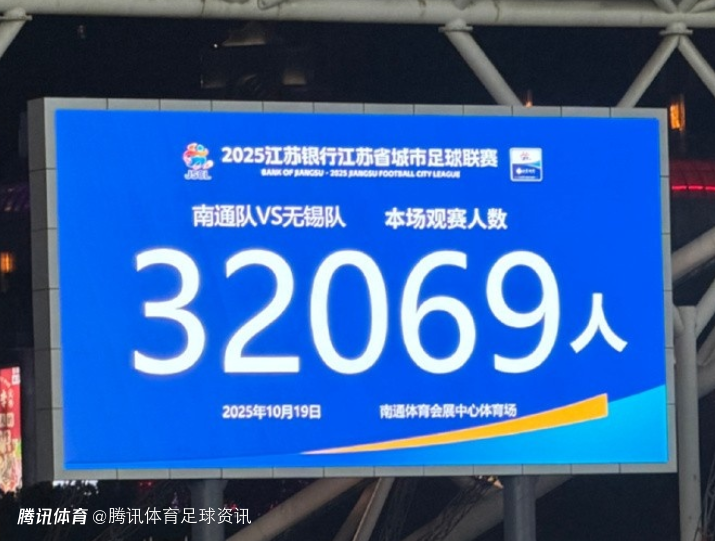 2025江苏银行江苏省城市足球联赛
BANK OF JIANGSU · 2025 JIANGSU FOOTBALL CITY LEAGUE
JSCL
南通队VS无锡队 本场观赛人数
32069人
2025年10月19日 南通体育会展中心体育场
腾讯体育 @腾讯体育足球资讯